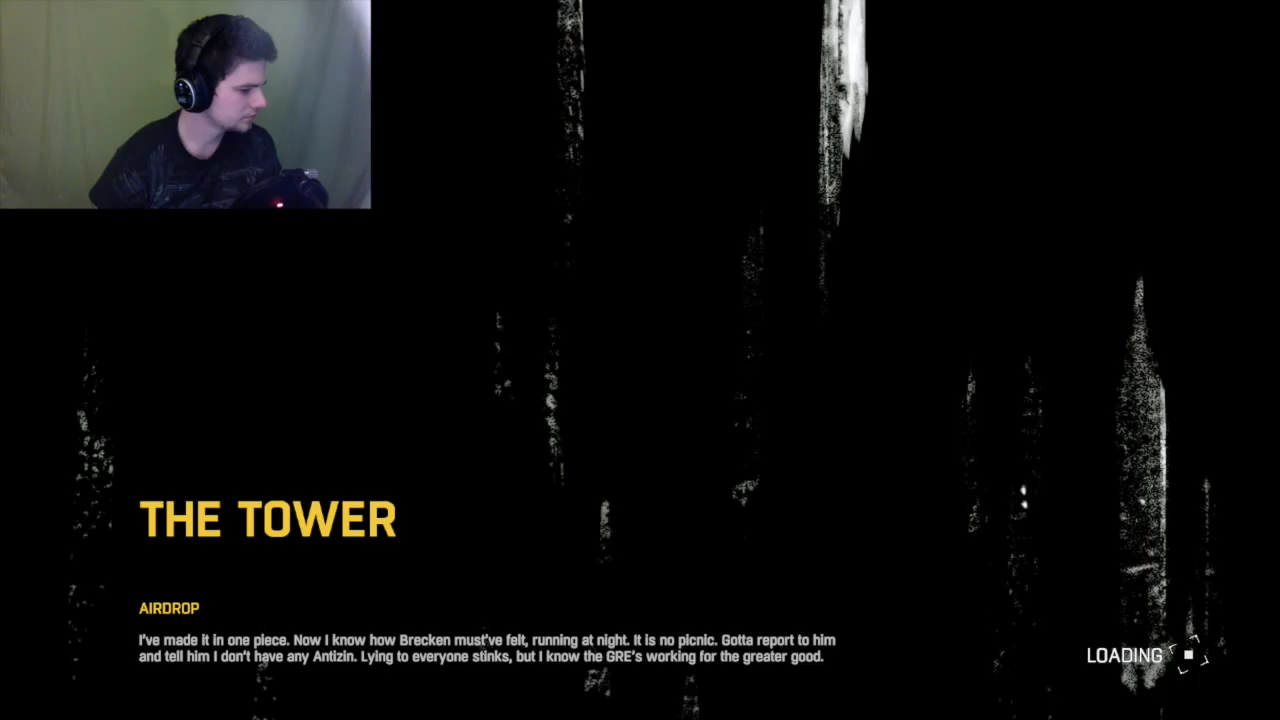 THE TOWER
AIRDROP
I've made it in one piece. Now I know how Brecken must've felt, running at night. It is no picnic. Gotta report to him
and tell him I don't have any Antizin. Lying to everyone stinks, but I know the GRE's working for the greater good.
LOADING